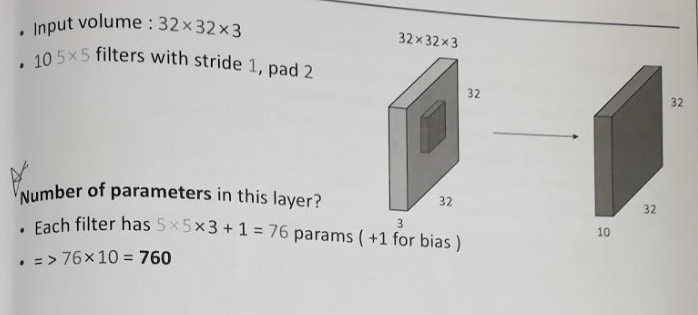 • Input volume : 32×32×3
• 10 5×5 filters with stride 1, pad 2
32×32×3
32
32
3
32
32
10
Number of parameters in this layer?
• Each filter has 5×5×3 + 1 = 76 params ( +1 for bias )
• = > 76×10 = 760